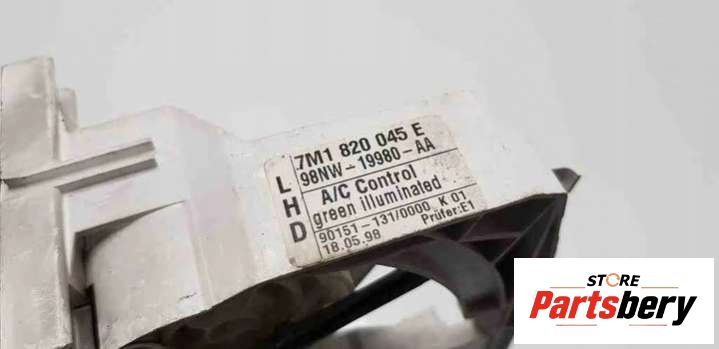 7M1 820 045 E
98NW-19980-AA
LHD
A/C Control
green illuminated
90151-131/0000 K 01
18.05.98 Prüfer:E1
STORE
Partsbery